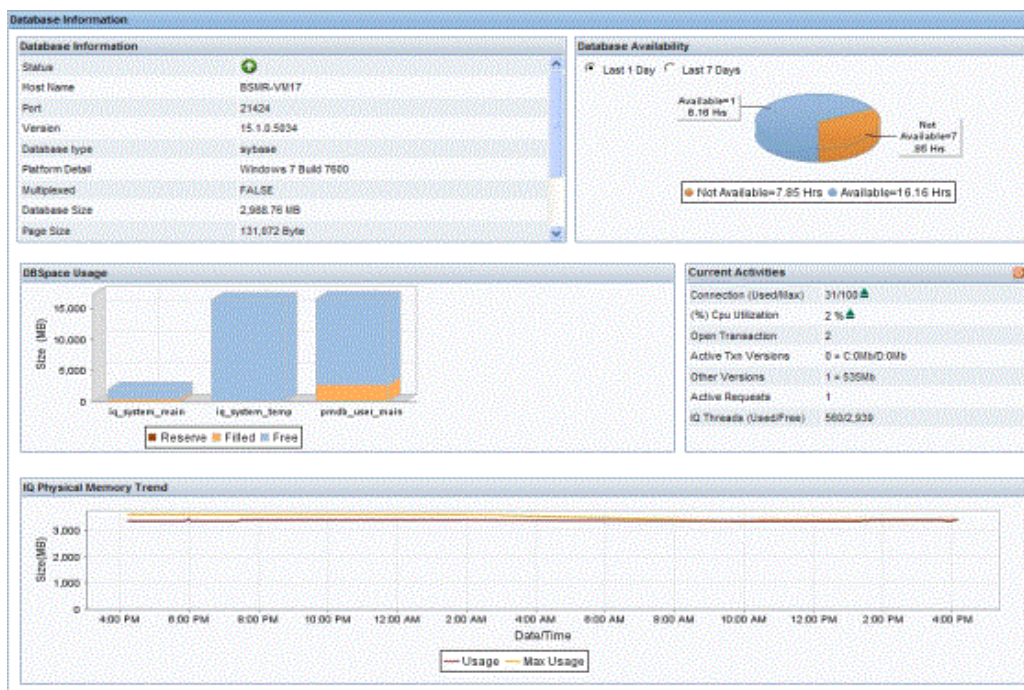 Database Information
Database Information
Status
Host Name BSMR-VM17
Port 21424
Version 15.1.0.5034
Database type sybase
Platform Detail Windows 7 Build 7600
Multiplexed FALSE
Database Size 2,988.76 MB
Page Size 131,072 Byte
Database Availability
Last 1 Day Last 7 Days
Available=1
6.16 Hrs
Not
Available=7
.85 Hrs
Not Available=7.85 Hrs Available=16.16 Hrs
DBSpace Usage
Size (MB)
15,000
10,000
5,000
0
iq_system_main iq_system_temp pmdb_user_main
Reserve Filled Free
Current Activities
Connection (Used/Max) 31/100
(%) Cpu Utilization 2 %
Open Transaction 2
Active Txn Versions 0 = C:0Mb/D:0Mb
Other Versions 1 = 535Mb
Active Requests 1
IQ Threads (Used/Free) 560/2,939
IQ Physical Memory Trend
Size(MB)
3,000
2,000
1,000
0
4:00 PM 6:00 PM 8:00 PM 10:00 PM 12:00 AM 2:00 AM 4:00 AM 6:00 AM 8:00 AM 10:00 AM 12:00 PM 2:00 PM 4:00 PM
Date/Time
Usage Max Usage